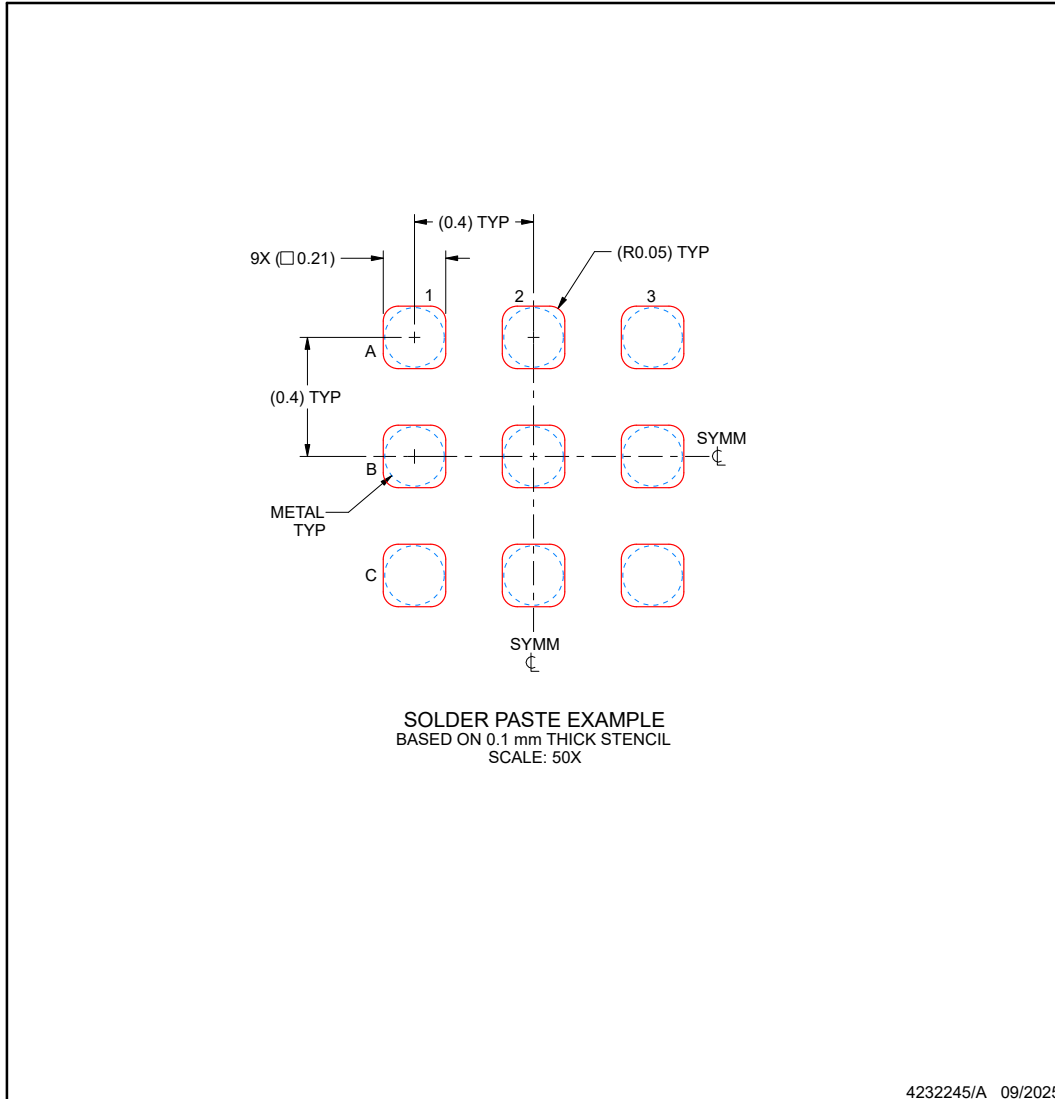 (0.4) TYP
9X (□0.21)
(R0.05) TYP
1
2
3
A
(0.4) TYP
SYMM
℄
B
METAL
TYP
C
SYMM
℄
SOLDER PASTE EXAMPLE
BASED ON 0.1 mm THICK STENCIL
SCALE: 50X
4232245/A 09/2025